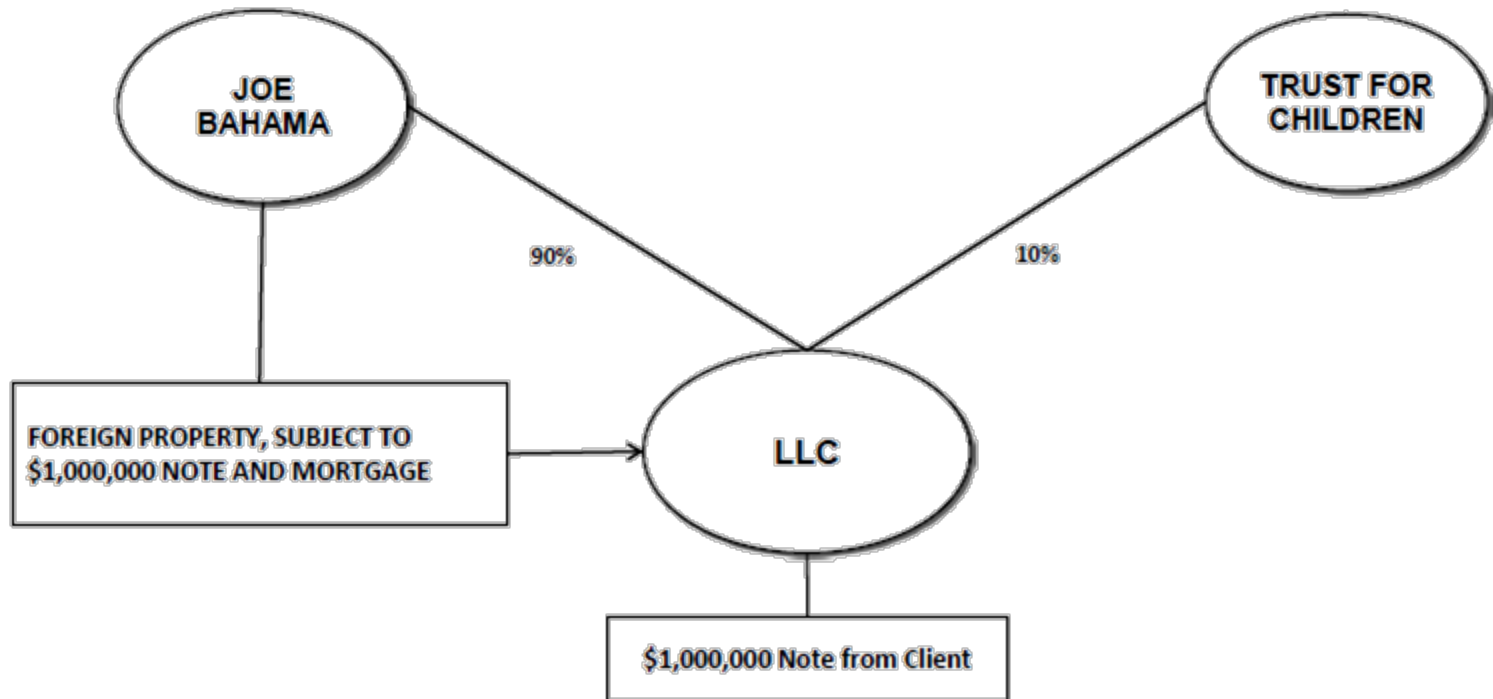 JOE
BAHAMA
TRUST FOR
CHILDREN
90%
10%
FOREIGN PROPERTY, SUBJECT TO
$1,000,000 NOTE AND MORTGAGE
LLC
$1,000,000 Note from Client